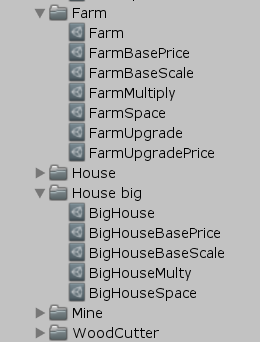 Farm
Farm
FarmBasePrice
FarmBaseScale
FarmMultiply
FarmSpace
FarmUpgrade
FarmUpgradePrice
House
House big
BigHouse
BigHouseBasePrice
BigHouseBaseScale
BigHouseMulty
BigHouseSpace
Mine
WoodCutter